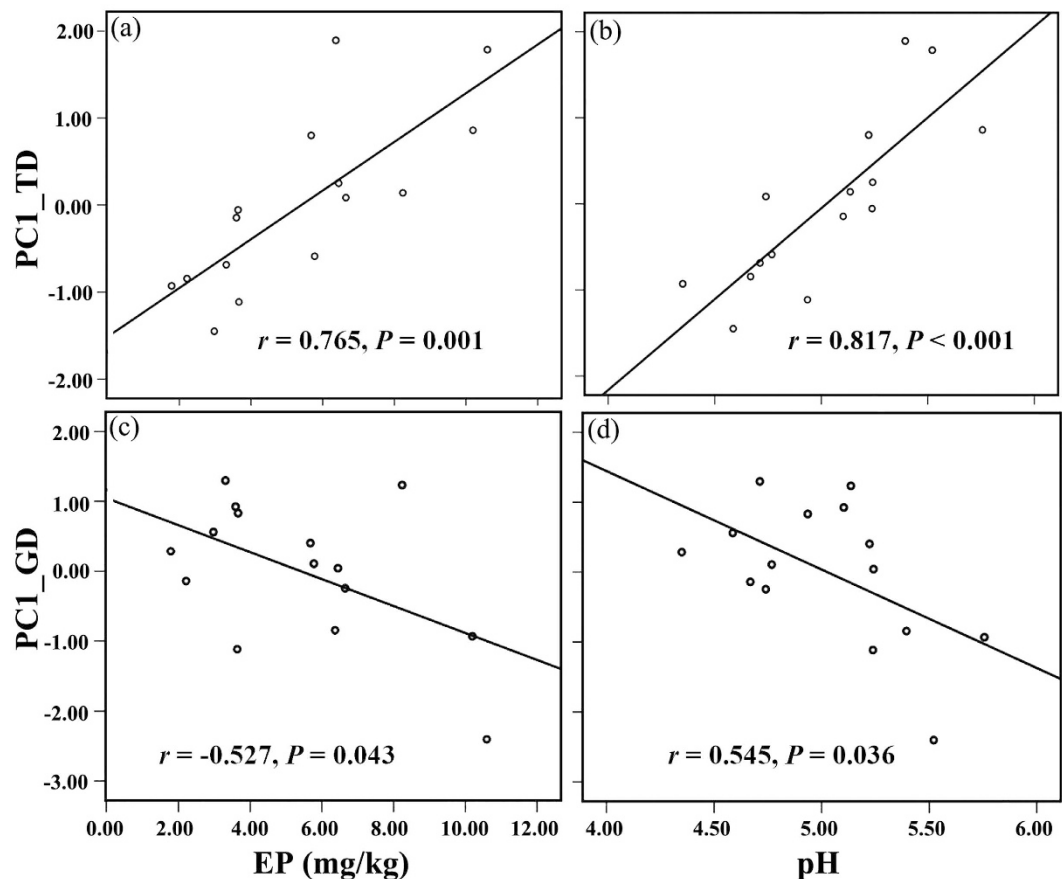 (a)
(b)
2.00
1.00
0.00
-1.00
-2.00
PC1_TD
r = 0.765, P = 0.001
r = 0.817, P < 0.001
(c)
(d)
2.00
1.00
0.00
-1.00
-2.00
-3.00
PC1_GD
r = -0.527, P = 0.043
r = 0.545, P = 0.036
0.00 2.00 4.00 6.00 8.00 10.00 12.00
4.00 4.50 5.00 5.50 6.00
EP (mg/kg)
pH